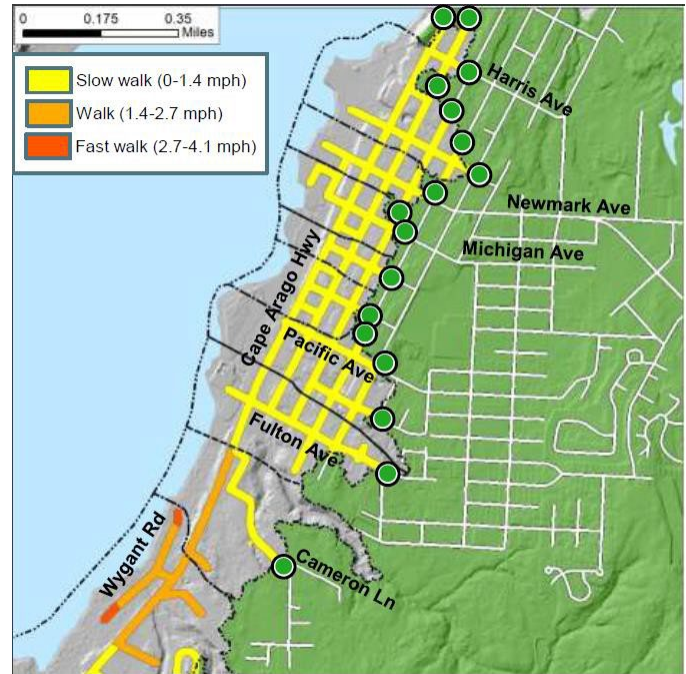 0 0.175 0.35
Miles
Slow walk (0-1.4 mph)
Walk (1.4-2.7 mph)
Fast walk (2.7-4.1 mph)
Harris Ave
Newmark Ave
Michigan Ave
Cape Arago Hwy
Pacific Ave
Fulton Ave
Wygant Rd
Cameron Ln